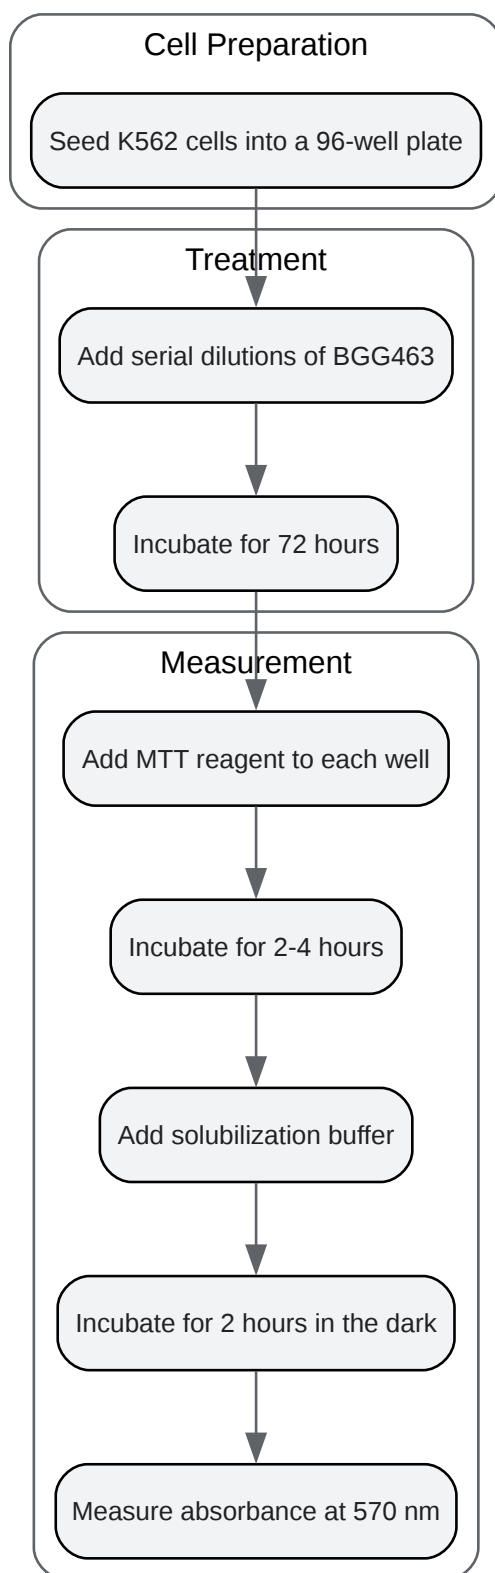 Cell Preparation
Seed K562 cells into a 96-well plate
Treatment
Add serial dilutions of BGG463
Incubate for 72 hours
Measurement
Add MTT reagent to each well
Incubate for 2-4 hours
Add solubilization buffer
Incubate for 2 hours in the dark
Measure absorbance at 570 nm